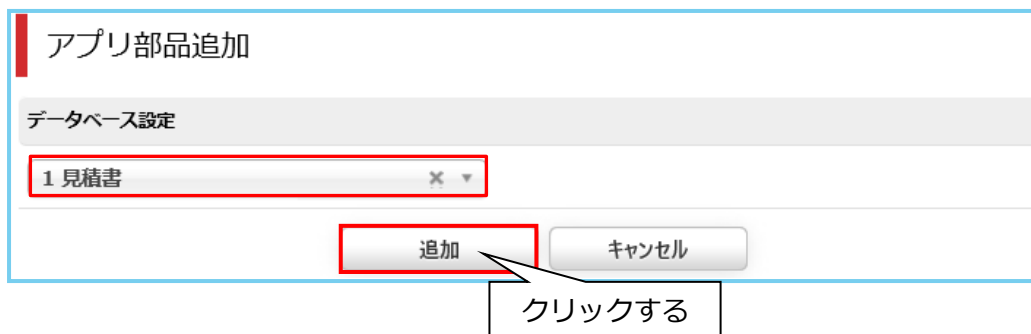 アプリ部品追加
データベース設定
1 見積書
追加 キャンセル
クリックする